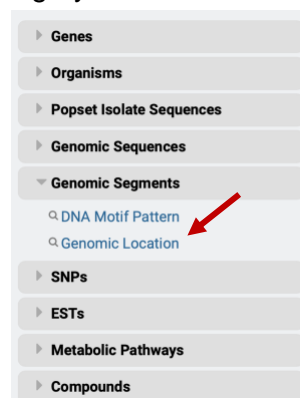 Genes
Organisms
Popset Isolate Sequences
Genomic Sequences
Genomic Segments
DNA Motif Pattern
Genomic Location
SNPs
ESTs
Metabolic Pathways
Compounds